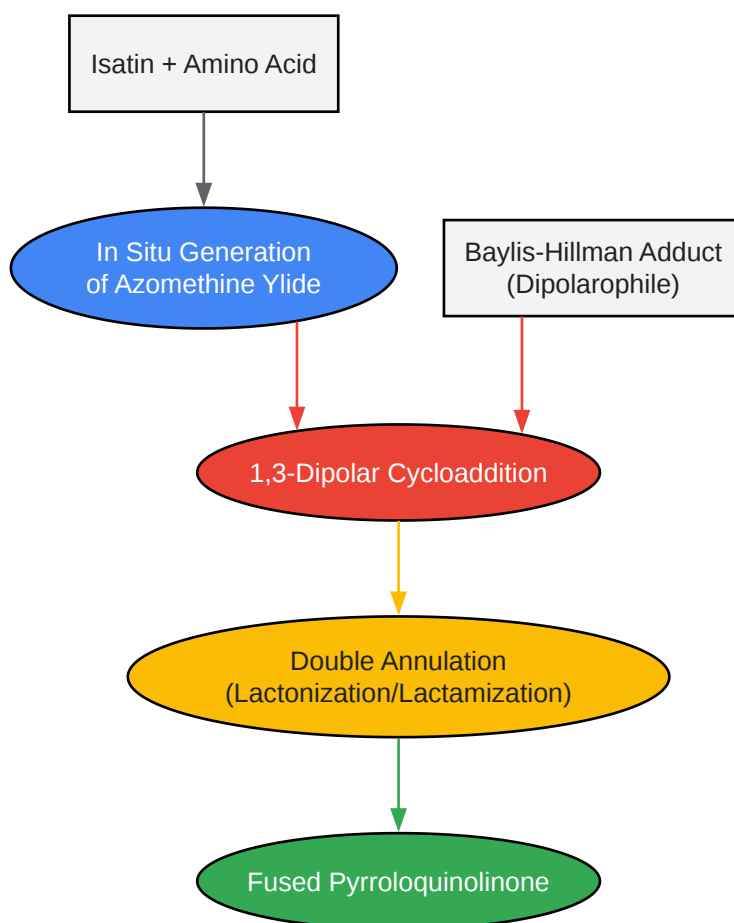 Isatin + Amino Acid
In Situ Generation
of Azomethine Ylide
Baylis-Hillman Adduct
(Dipolarophile)
1,3-Dipolar Cycloaddition
Double Annulation
(Lactonization/Lactamization)
Fused Pyrroloquinolinone